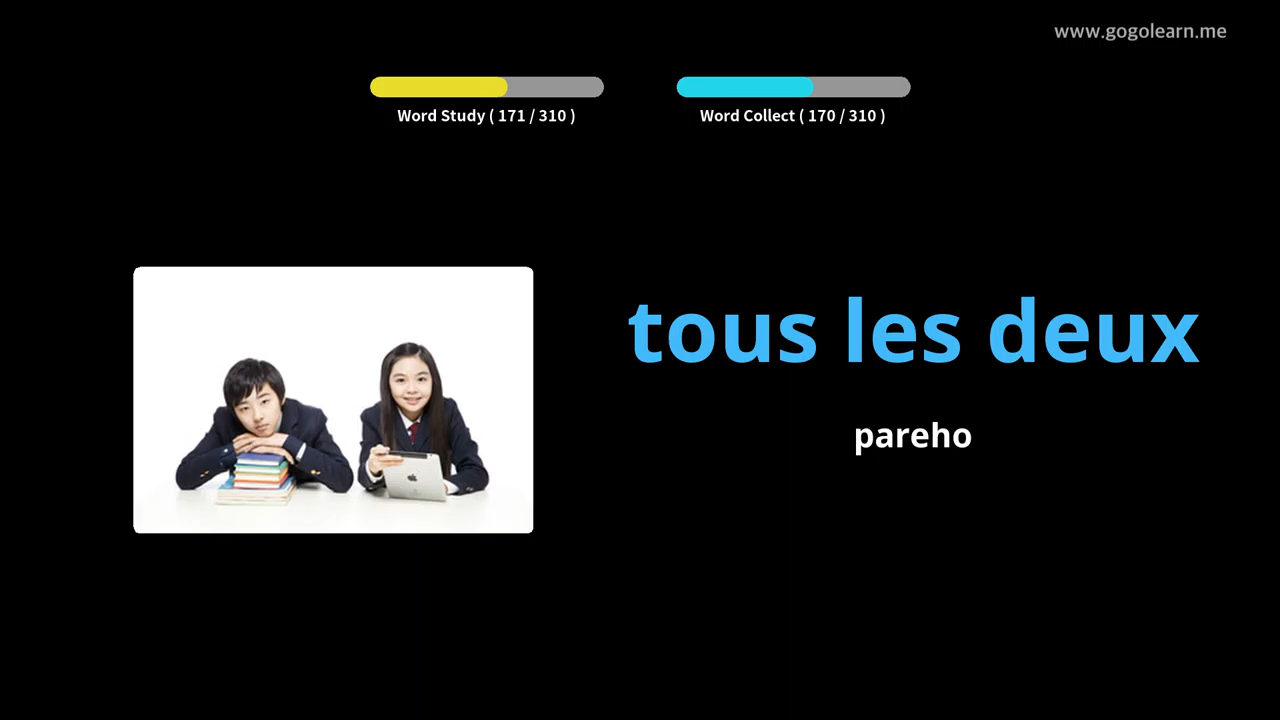 www.gogolearn.me
Word Study ( 171 / 310 )
Word Collect ( 170 / 310 )
tous les deux
pareho